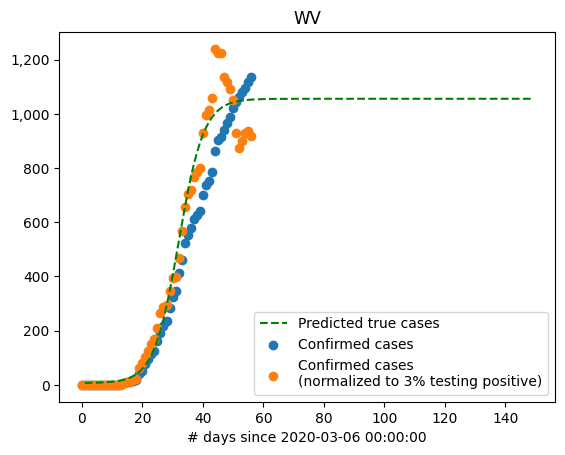 WV
1,200
1,000
800
600
400
200
0
Predicted true cases
Confirmed cases
Confirmed cases
(normalized to 3% testing positive)
0 20 40 60 80 100 120 140
# days since 2020-03-06 00:00:00